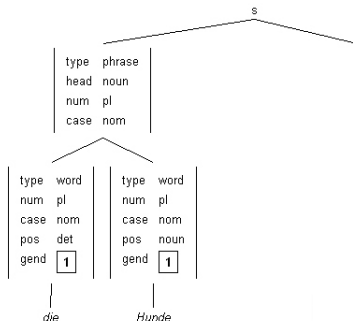 s
type phrase
head noun
num pl
case nom
type word type word
num pl num pl
case nom case nom
pos det pos noun
gend 1 gend 1
die Hunde